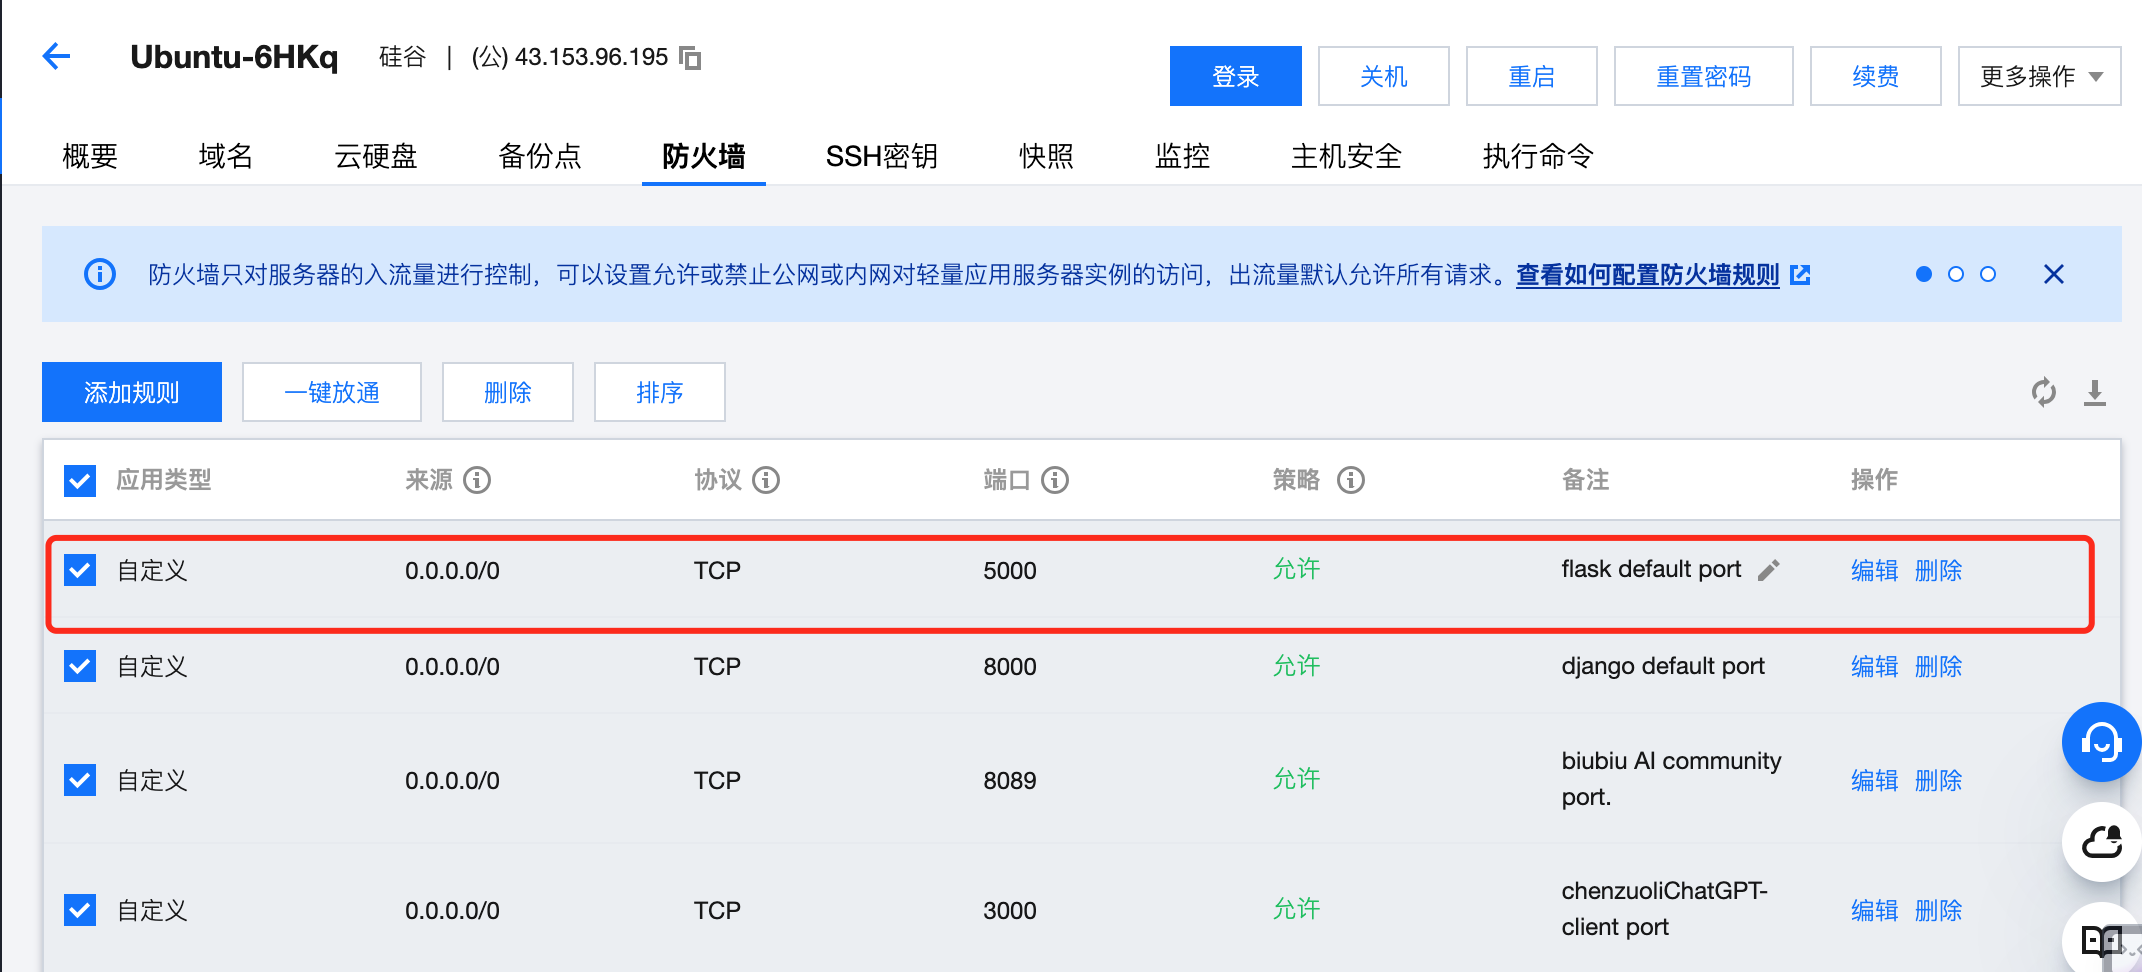 Ubuntu-6HKq 硅谷 | (公) 43.153.96.195
登录 关机 重启 重置密码 续费 更多操作
概要 域名 云硬盘 备份点 防火墙 SSH密钥 快照 监控 主机安全 执行命令
防火墙只对服务器的入流量进行控制，可以设置允许或禁止公网或内网对轻量应用服务器实例的访问，出流量默认允许所有请求。查看如何配置防火墙规则
添加规则 一键放通 删除 排序
应用类型 来源 协议 端口 策略 备注 操作
自定义 0.0.0.0/0 TCP 5000 允许 flask default port 编辑 删除
自定义 0.0.0.0/0 TCP 8000 允许 django default port 编辑 删除
自定义 0.0.0.0/0 TCP 8089 允许 biubiu AI community
port. 编辑 删除
自定义 0.0.0.0/0 TCP 3000 允许 chenzuoliChatGPT-
client port 编辑 删除